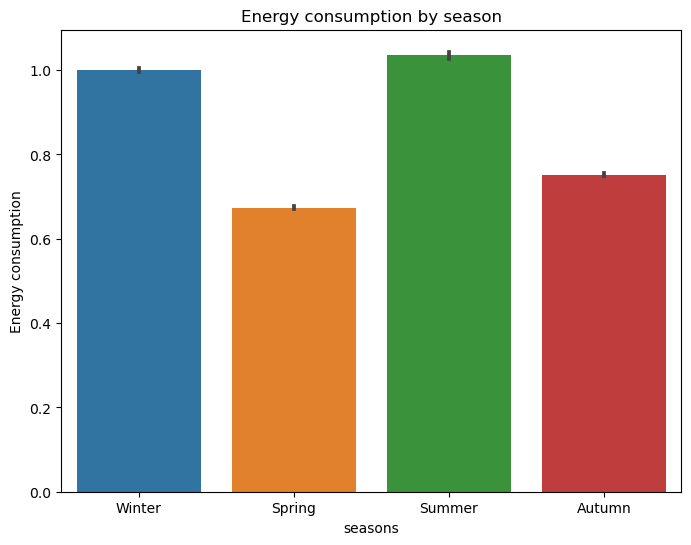 Energy consumption by season
Energy consumption
1.0
0.8
0.6
0.4
0.2
0.0
Winter Spring Summer Autumn
seasons